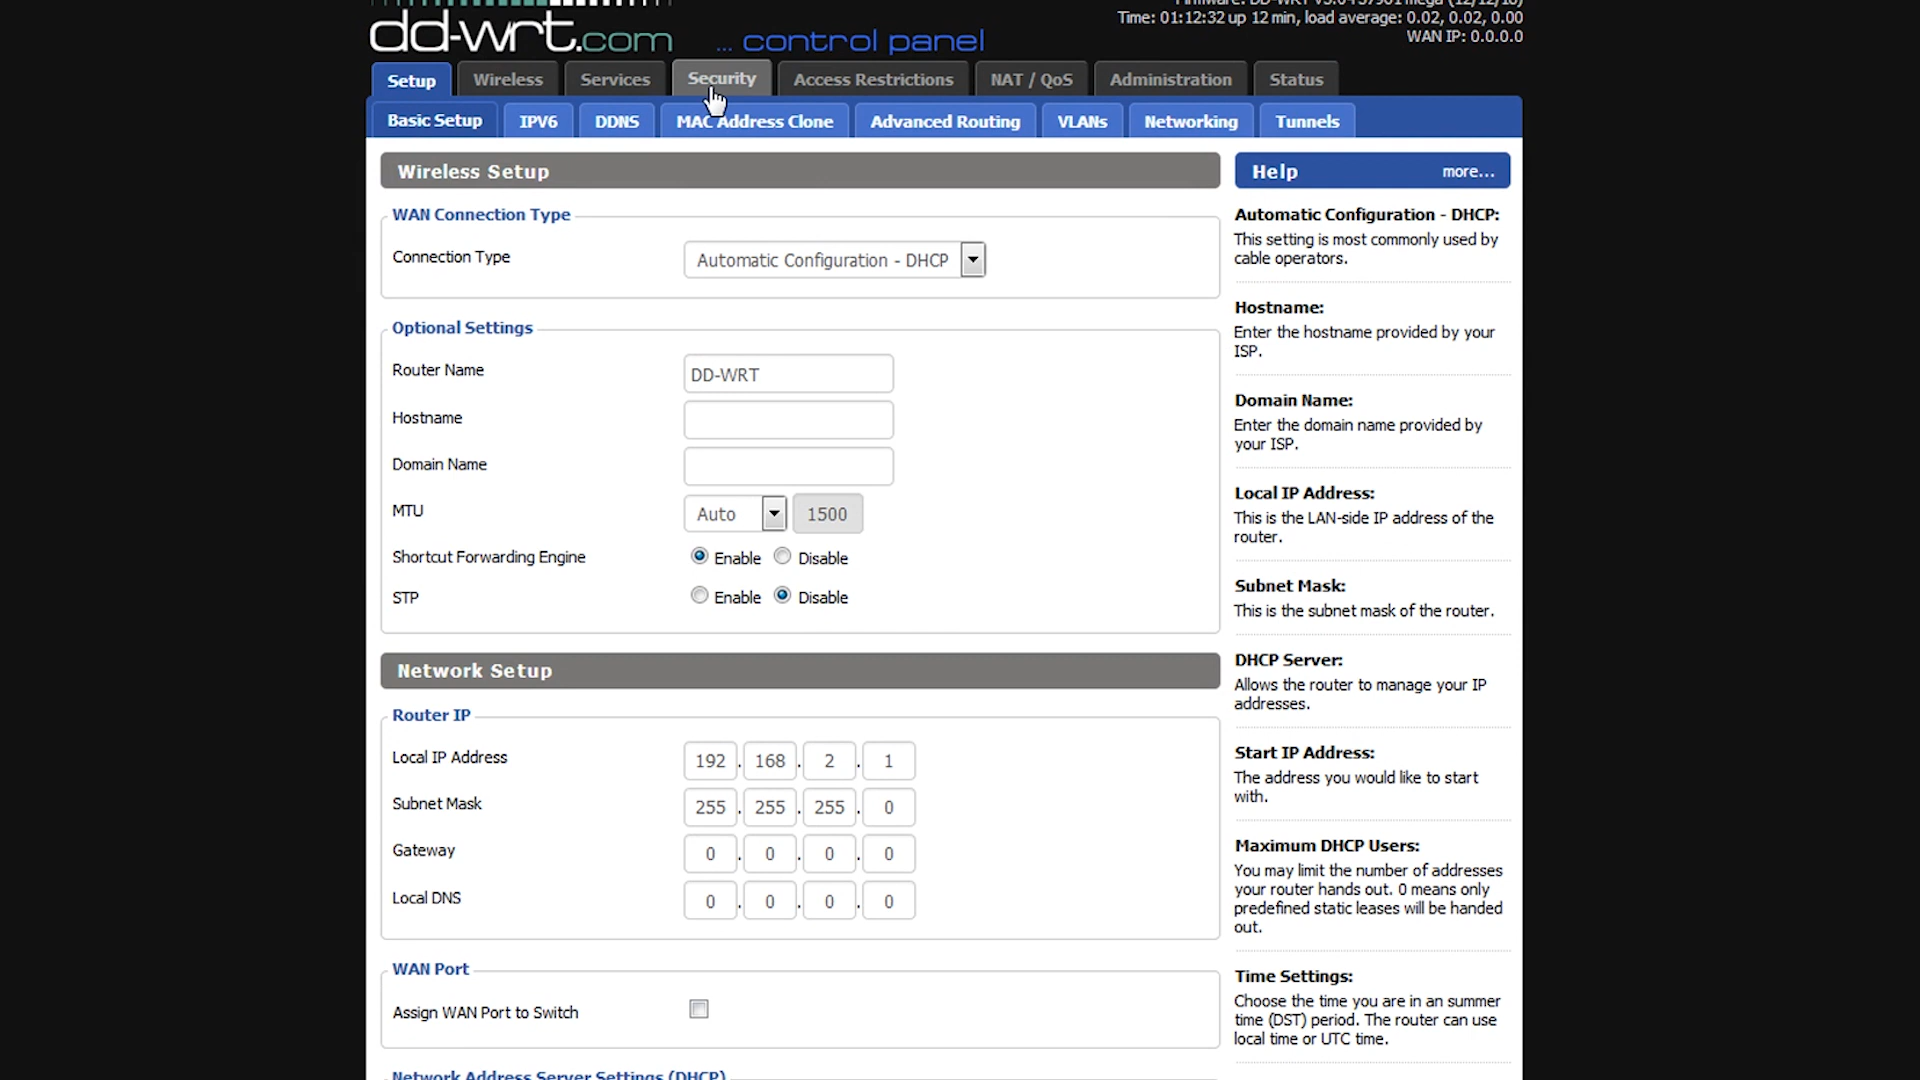 dd-wrt.com ... control panel
Time: 01:12:32 up 12 min, load average: 0.02, 0.02, 0.00
WAN IP: 0.0.0.0
Setup Wireless Services Security Access Restrictions NAT / QoS Administration Status
Basic Setup IPV6 DDNS MAC Address Clone Advanced Routing VLANs Networking Tunnels
Wireless Setup
WAN Connection Type
Connection Type Automatic Configuration - DHCP
Optional Settings
Router Name DD-WRT
Hostname
Domain Name
MTU Auto 1500
Shortcut Forwarding Engine Enable Disable
STP Enable Disable
Network Setup
Router IP
Local IP Address 192 . 168 . 2 . 1
Subnet Mask 255 . 255 . 255 . 0
Gateway 0 . 0 . 0 . 0
Local DNS 0 . 0 . 0 . 0
WAN Port
Assign WAN Port to Switch
Network Address Server Settings (DHCP)
Help more...
Automatic Configuration - DHCP:
This setting is most commonly used by
cable operators.
Hostname:
Enter the hostname provided by your
ISP.
Domain Name:
Enter the domain name provided by
your ISP.
Local IP Address:
This is the LAN-side IP address of the
router.
Subnet Mask:
This is the subnet mask of the router.
DHCP Server:
Allows the router to manage your IP
addresses.
Start IP Address:
The address you would like to start
with.
Maximum DHCP Users:
You may limit the number of addresses
your router hands out. 0 means only
predefined static leases will be handed
out.
Time Settings:
Choose the time you are in an summer
time (DST) period. The router can use
local time or UTC time.